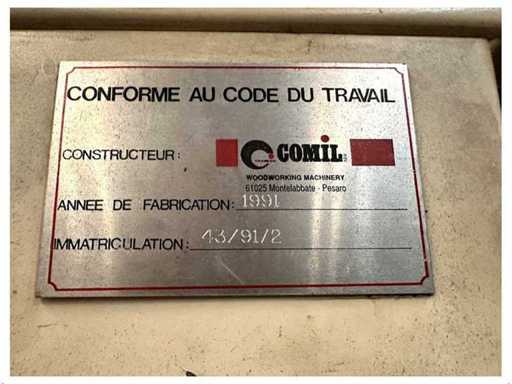 CONFORME AU CODE DU TRAVAIL
CONSTRUCTEUR: COMIL
WOODWORKING MACHINERY
61025 Montelabbate - Pesaro
ANNEE DE FABRICATION: 1991
IMMATRICULATION: 43/91/2